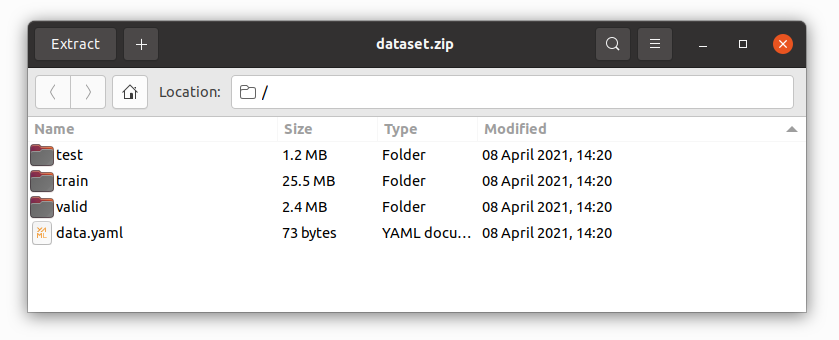 Extract + dataset.zip
Location: /
Name Size Type Modified
test 1.2 MB Folder 08 April 2021, 14:20
train 25.5 MB Folder 08 April 2021, 14:20
valid 2.4 MB Folder 08 April 2021, 14:20
data.yaml 73 bytes YAML docu… 08 April 2021, 14:20